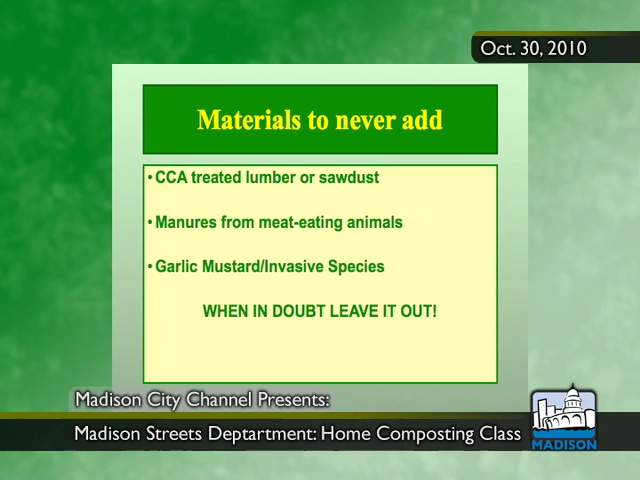 Oct. 30, 2010
Materials to never add
• CCA treated lumber or sawdust
• Manures from meat-eating animals
• Garlic Mustard/Invasive Species
WHEN IN DOUBT LEAVE IT OUT!
Madison City Channel Presents:
Madison Streets Deptartment: Home Composting Class
MADISON